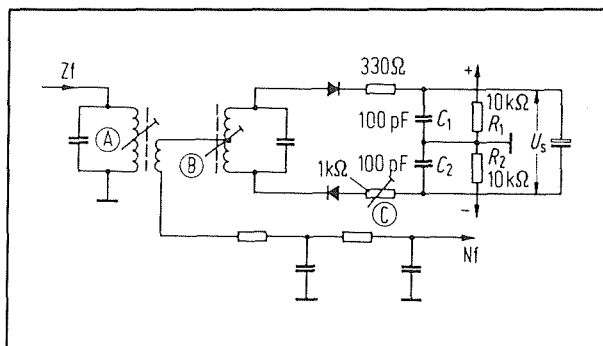 Zf
330Ω
+
10kΩ
R₁
100 pF
C₁
Uₛ
A
B
1kΩ
100 pF
C₂
R₂
10kΩ
C
−
Nf